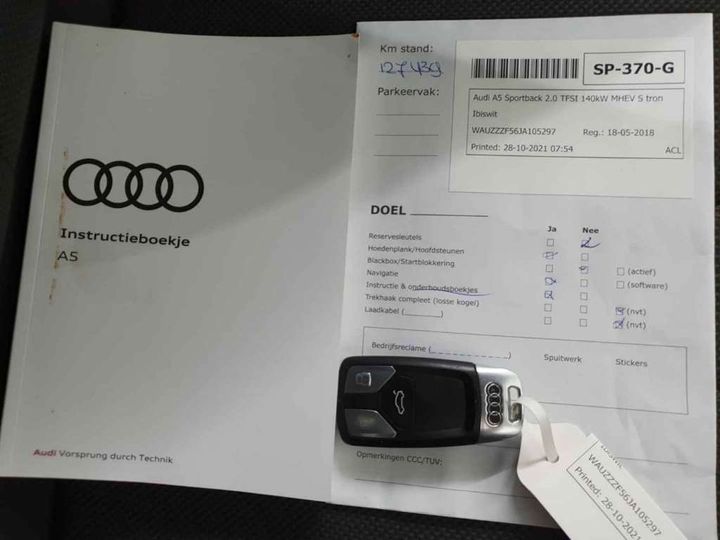 Instructieboekje
A5
Audi Vorsprung durch Technik
Km stand:
127439
Parkeervak:
SP-370-G
Audi A5 Sportback 2.0 TFSI 140kW MHEV S tron
Ibiswit
WAUZZZF56JA105297 Reg.: 18-05-2018
Printed: 28-10-2021 07:54 ACL
DOEL
Ja Nee
Reservesleutels
Hoedenplank/Hoofdsteunen
Blackbox/Startblokkering (actief)
Navigatie (software)
Instructie & onderhoudsboekjes
Trekhaak compleet (losse kogel) (nvt)
Laadkabel (______) (nvt)
Bedrijfsreclame (____________) Spuitwerk Stickers
Opmerkingen CCC/TUV:
WAUZZZF56JA105297
Printed: 28-10-2021